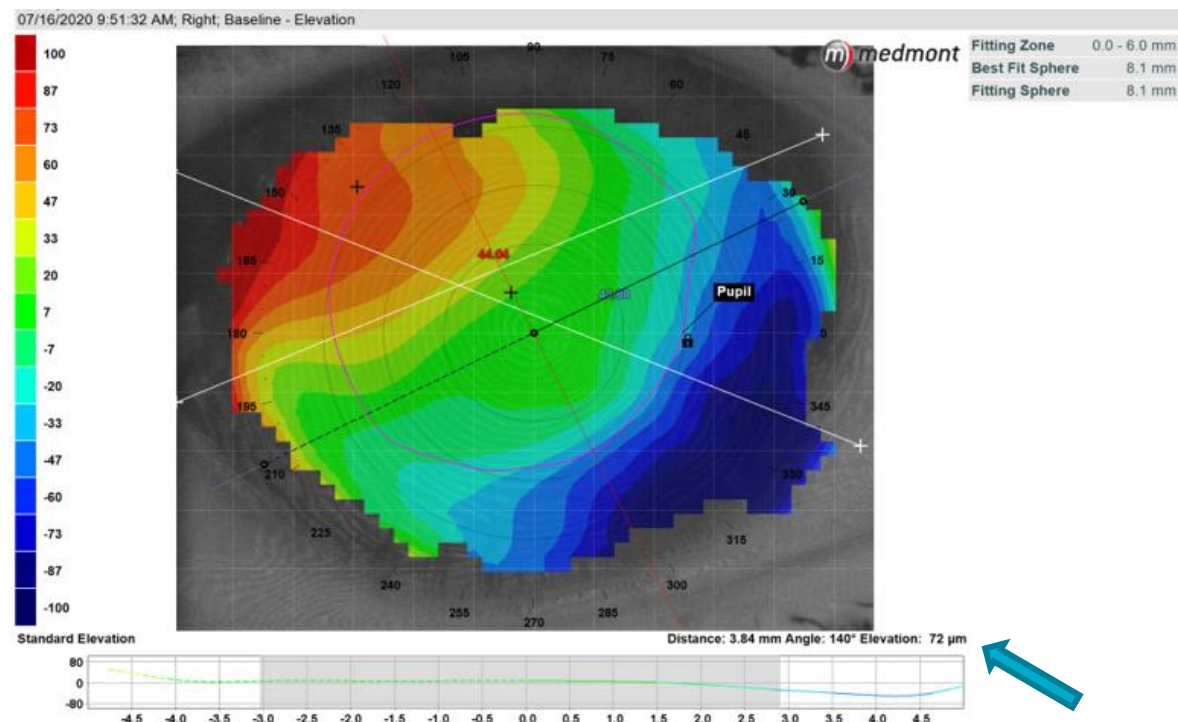 07/16/2020 9:51:32 AM; Right; Baseline - Elevation
medmont
Fitting Zone 0.0 - 6.0 mm
Best Fit Sphere 8.1 mm
Fitting Sphere 8.1 mm
100
87
73
60
47
33
20
7
-7
-20
-33
-47
-60
-73
-87
-100
105 90 75
120 60
135 45
150 30
165 15
44.04
Pupil
180 0
195 345
210 330
225 315
240 300
255 270 285
Standard Elevation Distance: 3.84 mm Angle: 140° Elevation: 72 µm
80
0
-80
-4.5 -4.0 -3.5 -3.0 -2.5 -2.0 -1.5 -1.0 -0.5 0.0 0.5 1.0 1.5 2.0 2.5 3.0 3.5 4.0 4.5